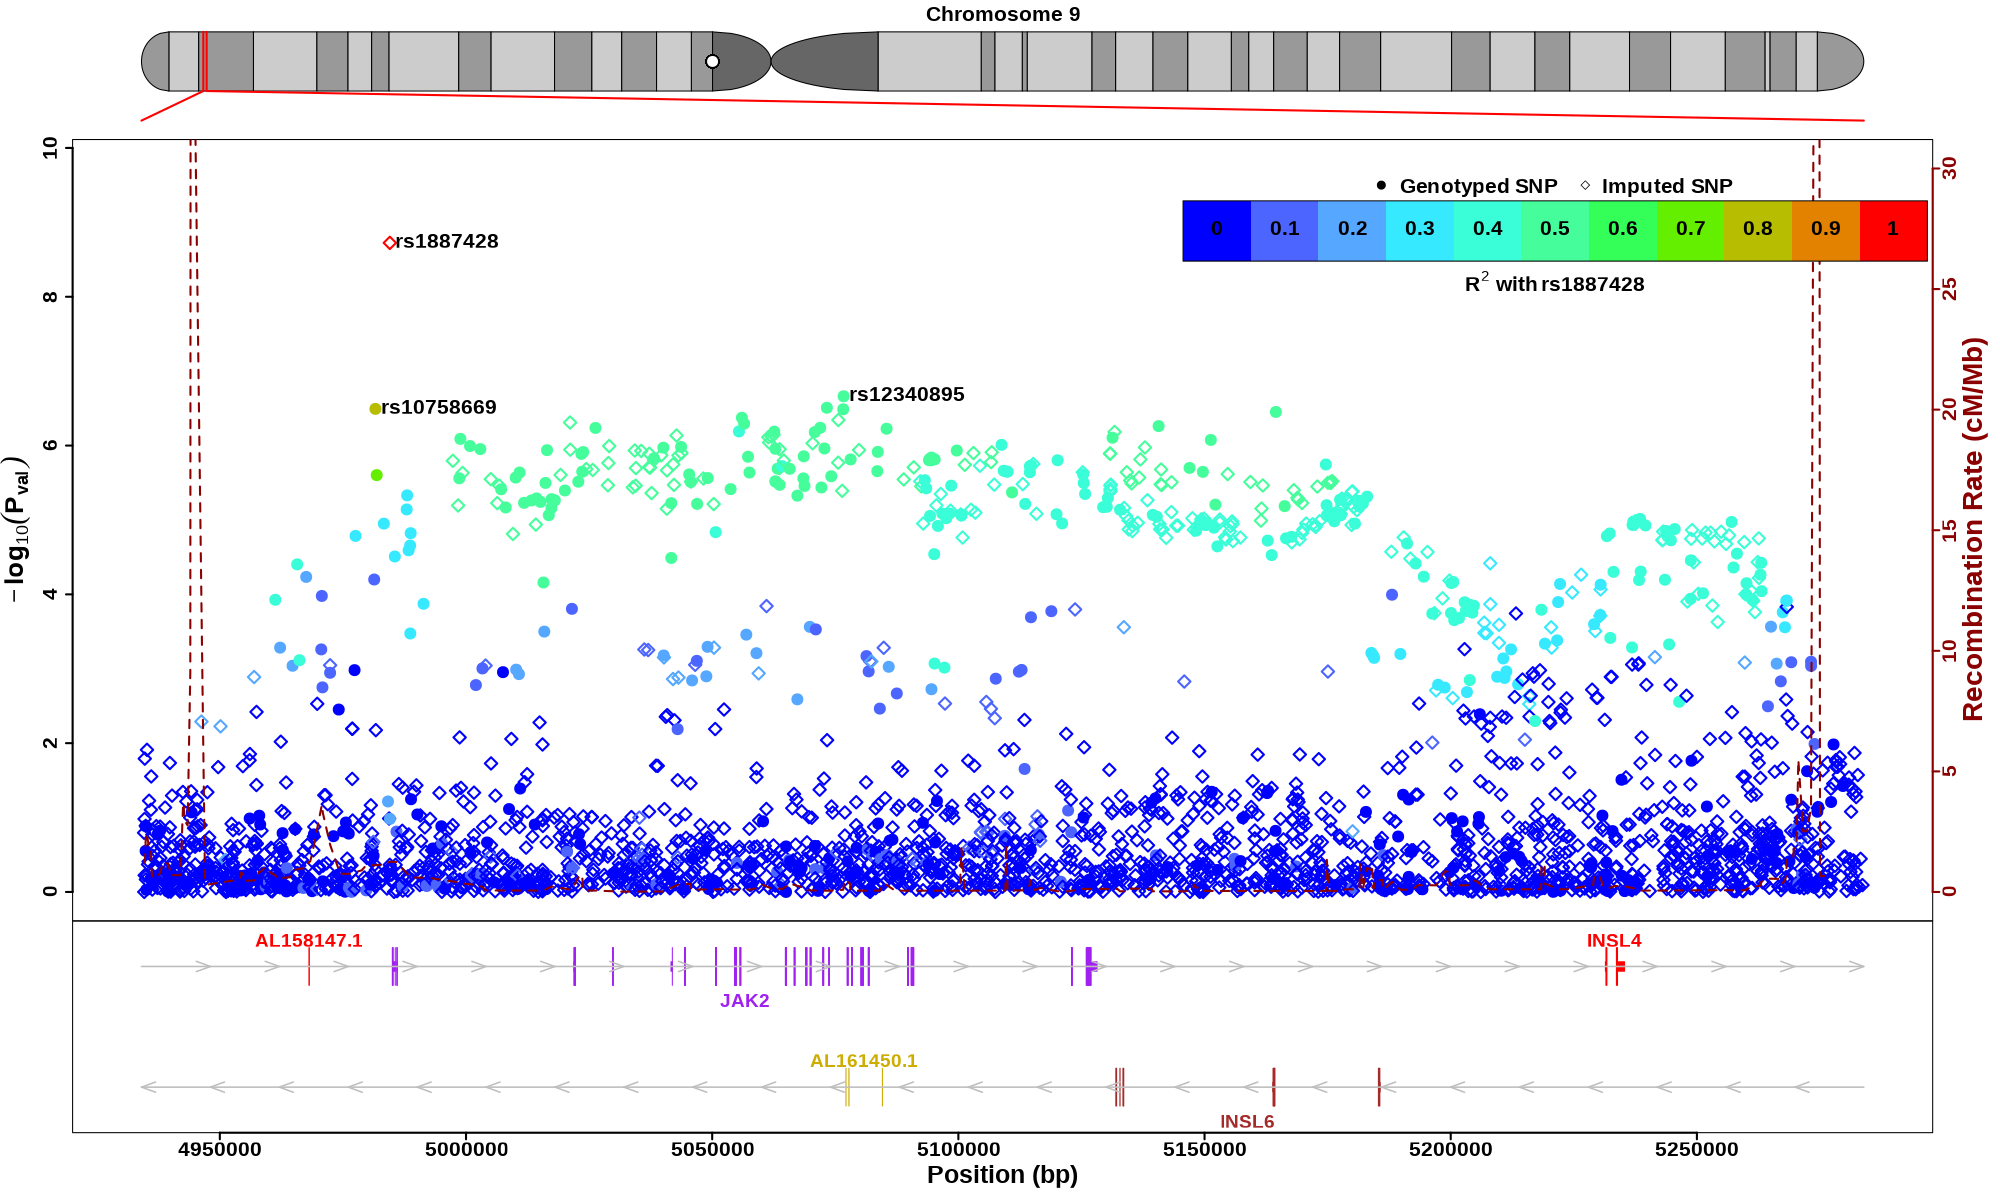 Chromosome 9
10
8
6
4
2
0
− log10(Pval)
30
25
20
15
10
5
0
Recombination Rate (cM/Mb)
Genotyped SNP Imputed SNP
0 0.1 0.2 0.3 0.4 0.5 0.6 0.7 0.8 0.9 1
R2 with rs1887428
rs1887428
rs12340895
rs10758669
AL158147.1
INSL4
JAK2
AL161450.1
INSL6
4950000 5000000 5050000 5100000 5150000 5200000 5250000
Position (bp)